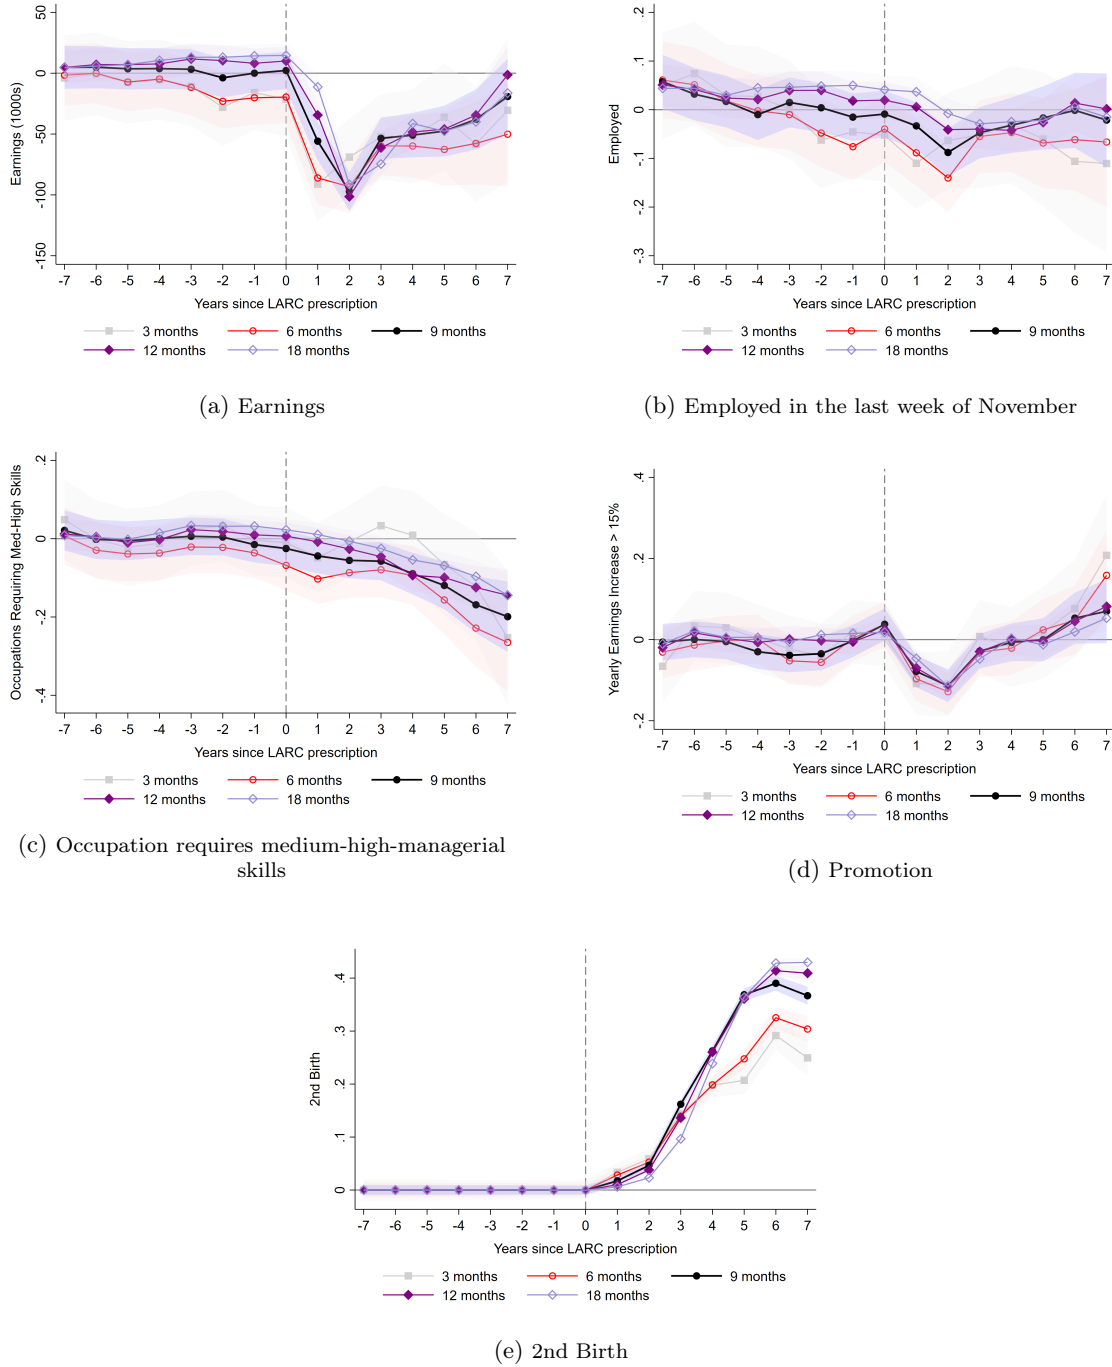 Earnings (1000s)
50
0
-50
-100
-150
-7 -6 -5 -4 -3 -2 -1 0 1 2 3 4 5 6 7
Years since LARC prescription
3 months 6 months 9 months
12 months 18 months
(a) Earnings
Employed
.2
.1
0
-.1
-.2
-.3
-7 -6 -5 -4 -3 -2 -1 0 1 2 3 4 5 6 7
Years since LARC prescription
3 months 6 months 9 months
12 months 18 months
(b) Employed in the last week of November
Occupations Requiring Med-High Skills
.2
0
-.2
-.4
-7 -6 -5 -4 -3 -2 -1 0 1 2 3 4 5 6 7
Years since LARC prescription
3 months 6 months 9 months
12 months 18 months
(c) Occupation requires medium-high-managerial
skills
Yearly Earnings Increase > 15%
.4
.2
0
-.2
-7 -6 -5 -4 -3 -2 -1 0 1 2 3 4 5 6 7
Years since LARC prescription
3 months 6 months 9 months
12 months 18 months
(d) Promotion
2nd Birth
.4
.3
.2
.1
0
-7 -6 -5 -4 -3 -2 -1 0 1 2 3 4 5 6 7
Years since LARC prescription
3 months 6 months 9 months
12 months 18 months
(e) 2nd Birth